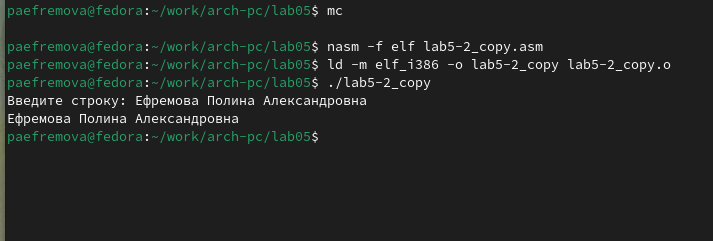 paefremova@fedora:~/work/arch-pc/lab05$ mc
paefremova@fedora:~/work/arch-pc/lab05$ nasm -f elf lab5-2_copy.asm
paefremova@fedora:~/work/arch-pc/lab05$ ld -m elf_i386 -o lab5-2_copy lab5-2_copy.o
paefremova@fedora:~/work/arch-pc/lab05$ ./lab5-2_copy
Введите строку: Ефремова Полина Александровна
Ефремова Полина Александровна
paefremova@fedora:~/work/arch-pc/lab05$